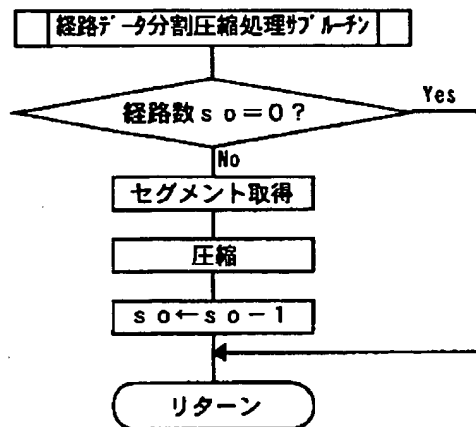 経路ﾃﾞｰﾀ分割圧縮処理ｻﾌﾞﾙｰﾁﾝ
経路数ｓｏ＝０？
Yes
No
セグメント取得
圧縮
ｓｏ←ｓｏ－１
リターン